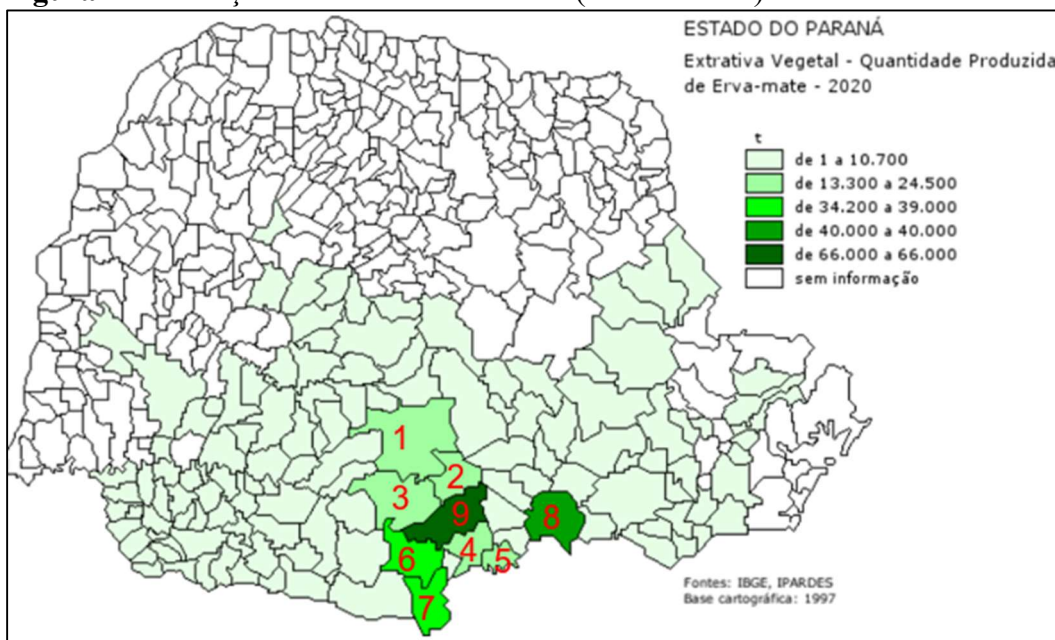 ESTADO DO PARANÁ
Extrativa Vegetal - Quantidade Produzida
de Erva-mate - 2020
t
de 1 a 10.700
de 13.300 a 24.500
de 34.200 a 39.000
de 40.000 a 40.000
de 66.000 a 66.000
sem informação
1
2
3
9
8
4
5
6
7
Fontes: IBGE, IPARDES
Base cartográfica: 1997